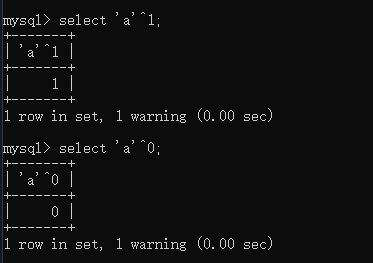 mysql> select 'a'^1;
+-------+
| 'a'^1 |
+-------+
|     1 |
+-------+
1 row in set, 1 warning (0.00 sec)
mysql> select 'a'^0;
+-------+
| 'a'^0 |
+-------+
|     0 |
+-------+
1 row in set, 1 warning (0.00 sec)